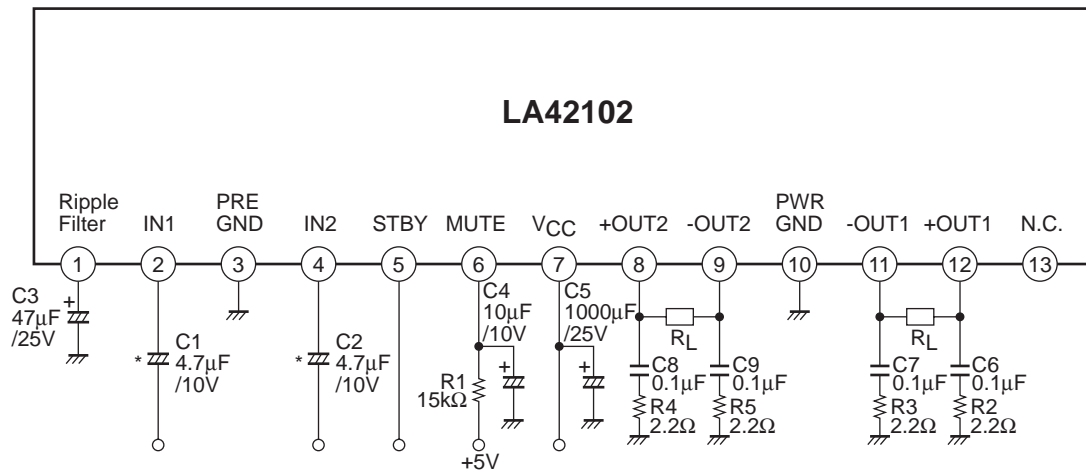 LA42102
Ripple
Filter
IN1
PRE
GND
IN2
STBY
MUTE
VCC
+OUT2
-OUT2
PWR
GND
-OUT1
+OUT1
N.C.
1
2
3
4
5
6
7
8
9
10
11
12
13
C3
47µF
/25V
+
* C1
4.7µF
/10V
* C2
4.7µF
/10V
C4
10µF
/10V
+
R1
15kΩ
+5V
C5
1000µF
/25V
+
RL
C8
0.1µF
R4
2.2Ω
C9
0.1µF
R5
2.2Ω
RL
C7
0.1µF
R3
2.2Ω
C6
0.1µF
R2
2.2Ω